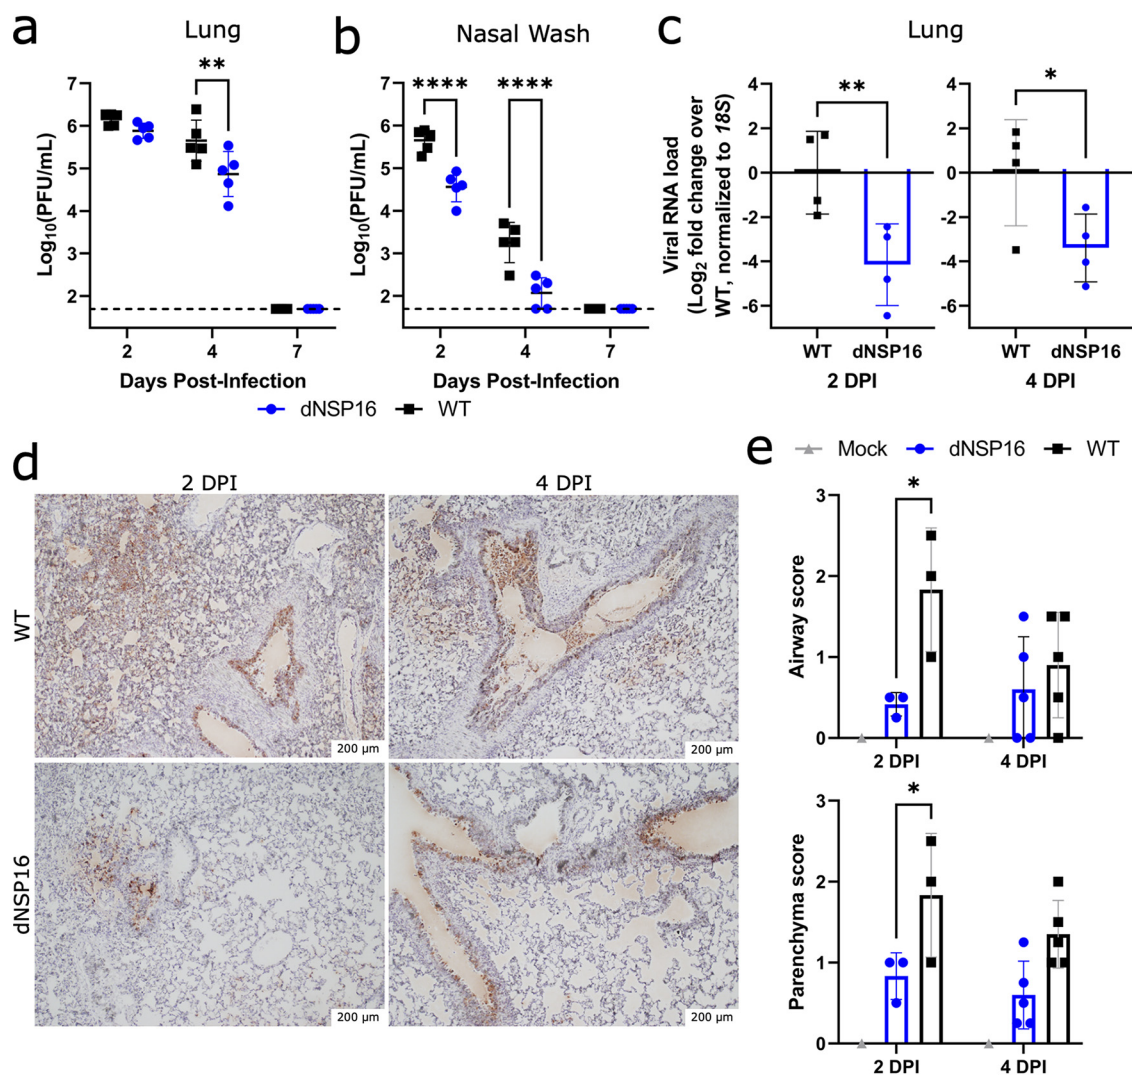 a
Lung
**
7
6
5
4
3
2
Log10(PFU/mL)
2 4 7
Days Post-Infection
b
Nasal Wash
**** ****
7
6
5
4
3
2
Log10(PFU/mL)
2 4 7
Days Post-Infection
dNSP16 WT
c
Lung
Viral RNA load
(Log2 fold change over
WT, normalized to 18S)
**
4
2
0
-2
-4
-6
WT dNSP16
2 DPI
*
4
2
0
-2
-4
-6
WT dNSP16
4 DPI
d
2 DPI 4 DPI
WT
200 µm 200 µm
dNSP16
200 µm 200 µm
e
Mock dNSP16 WT
*
3
2
1
0
Airway score
2 DPI 4 DPI
*
3
2
1
0
Parenchyma score
2 DPI 4 DPI